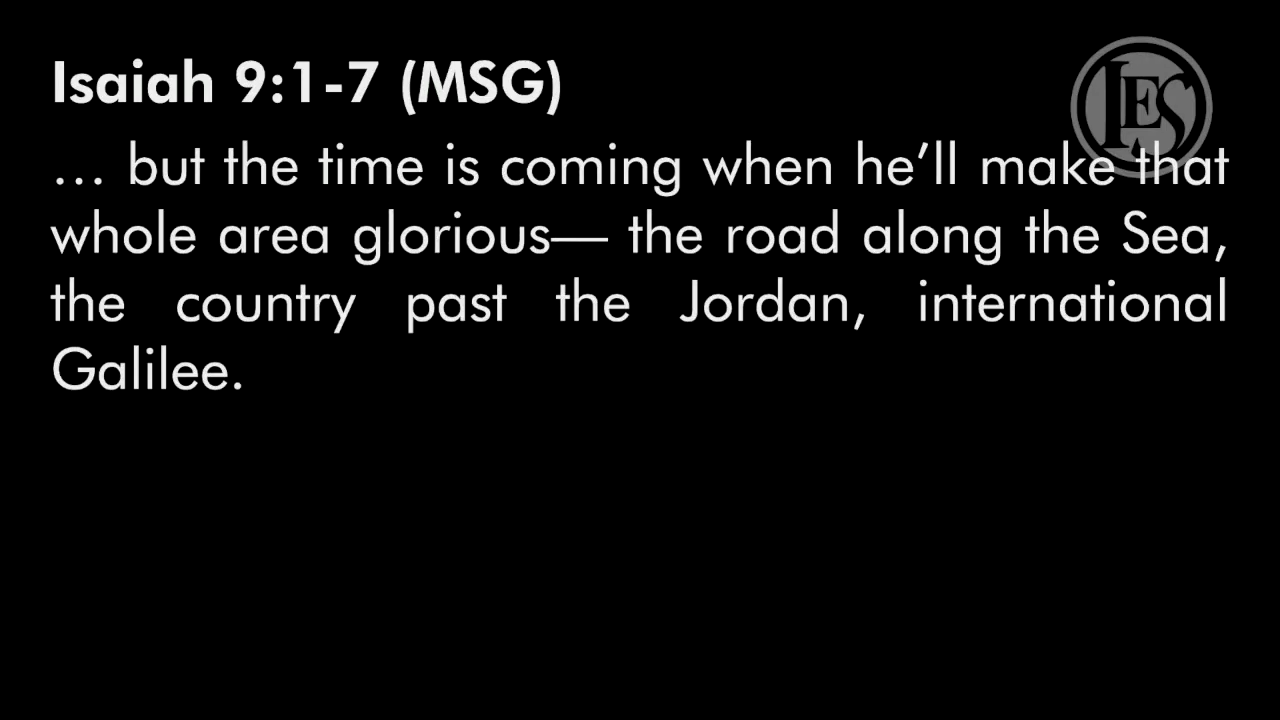 Isaiah 9:1-7 (MSG)
LES
… but the time is coming when he’ll make that
whole area glorious— the road along the Sea,
the country past the Jordan, international
Galilee.